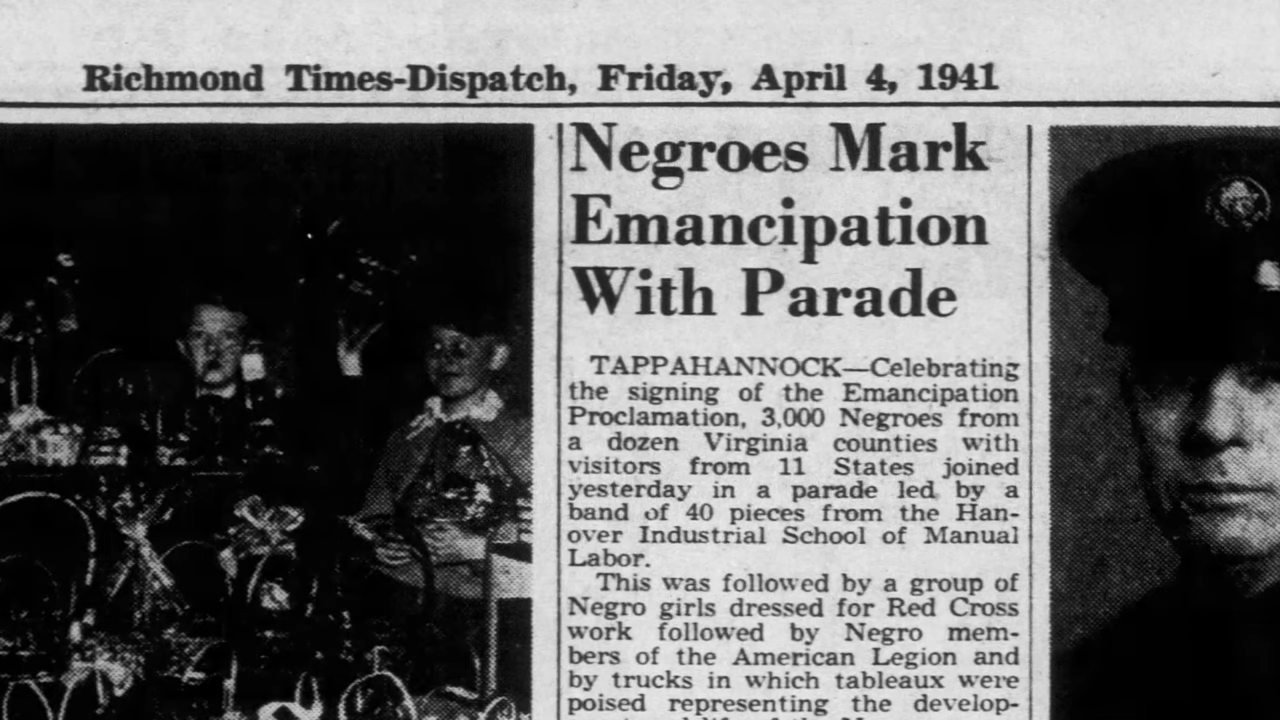 Richmond Times-Dispatch, Friday, April 4, 1941
Negroes Mark
Emancipation
With Parade
TAPPAHANNOCK—Celebrating
the signing of the Emancipation
Proclamation, 3,000 Negroes from
a dozen Virginia counties with
visitors from 11 States joined
yesterday in a parade led by a
band of 40 pieces from the Han-
over Industrial School of Manual
Labor.
This was followed by a group of
Negro girls dressed for Red Cross
work followed by Negro mem-
bers of the American Legion and
by trucks in which tableaux were
poised representing the develop-